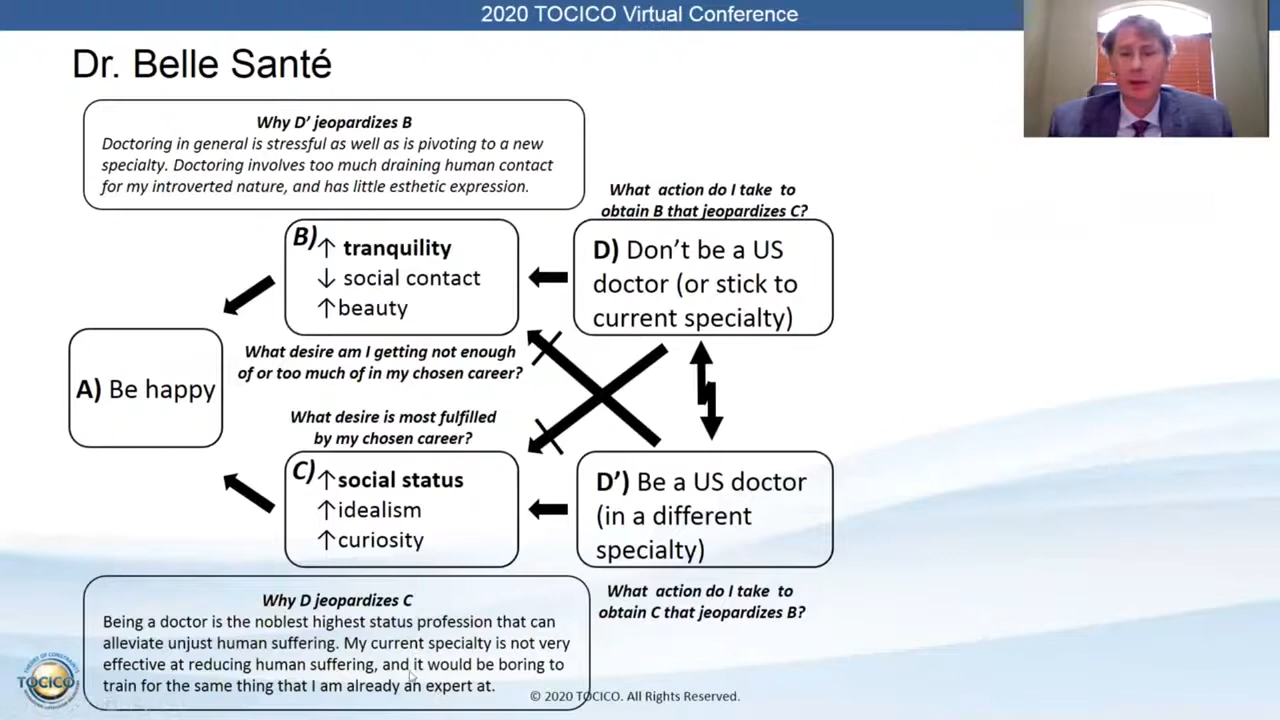 2020 TOCICO Virtual Conference
Dr. Belle Santé
Why D’ jeopardizes B
Doctoring in general is stressful as well as is pivoting to a new
specialty. Doctoring involves too much draining human contact
for my introverted nature, and has little esthetic expression.
What action do I take to
obtain B that jeopardizes C?
B)↑ tranquility
↓ social contact
↑beauty
D) Don’t be a US
doctor (or stick to
current specialty)
What desire am I getting not enough
of or too much of in my chosen career?
A) Be happy
What desire is most fulfilled
by my chosen career?
C)↑social status
↑idealism
↑curiosity
D’) Be a US doctor
(in a different
specialty)
What action do I take to
obtain C that jeopardizes B?
Why D jeopardizes C
Being a doctor is the noblest highest status profession that can
alleviate unjust human suffering. My current specialty is not very
effective at reducing human suffering, and it would be boring to
train for the same thing that I am already an expert at.
TOCICO
© 2020 TOCICO. All Rights Reserved.